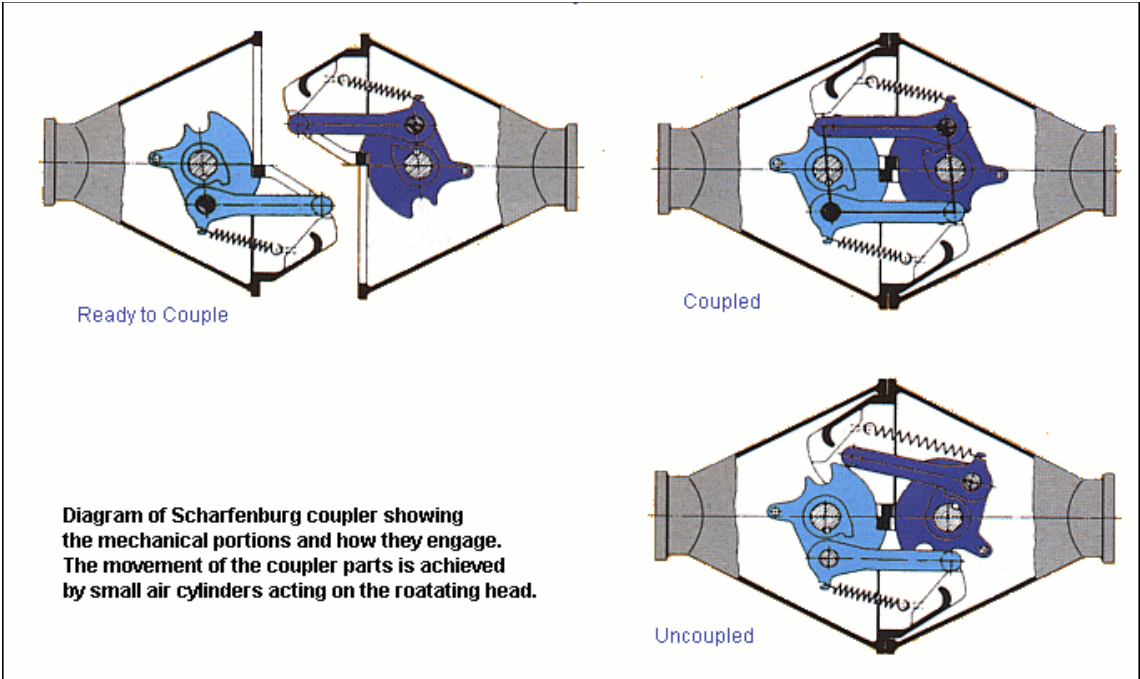 Ready to Couple
Coupled
Diagram of Scharfenburg coupler showing
the mechanical portions and how they engage.
The movement of the coupler parts is achieved
by small air cylinders acting on the roatating head.
Uncoupled